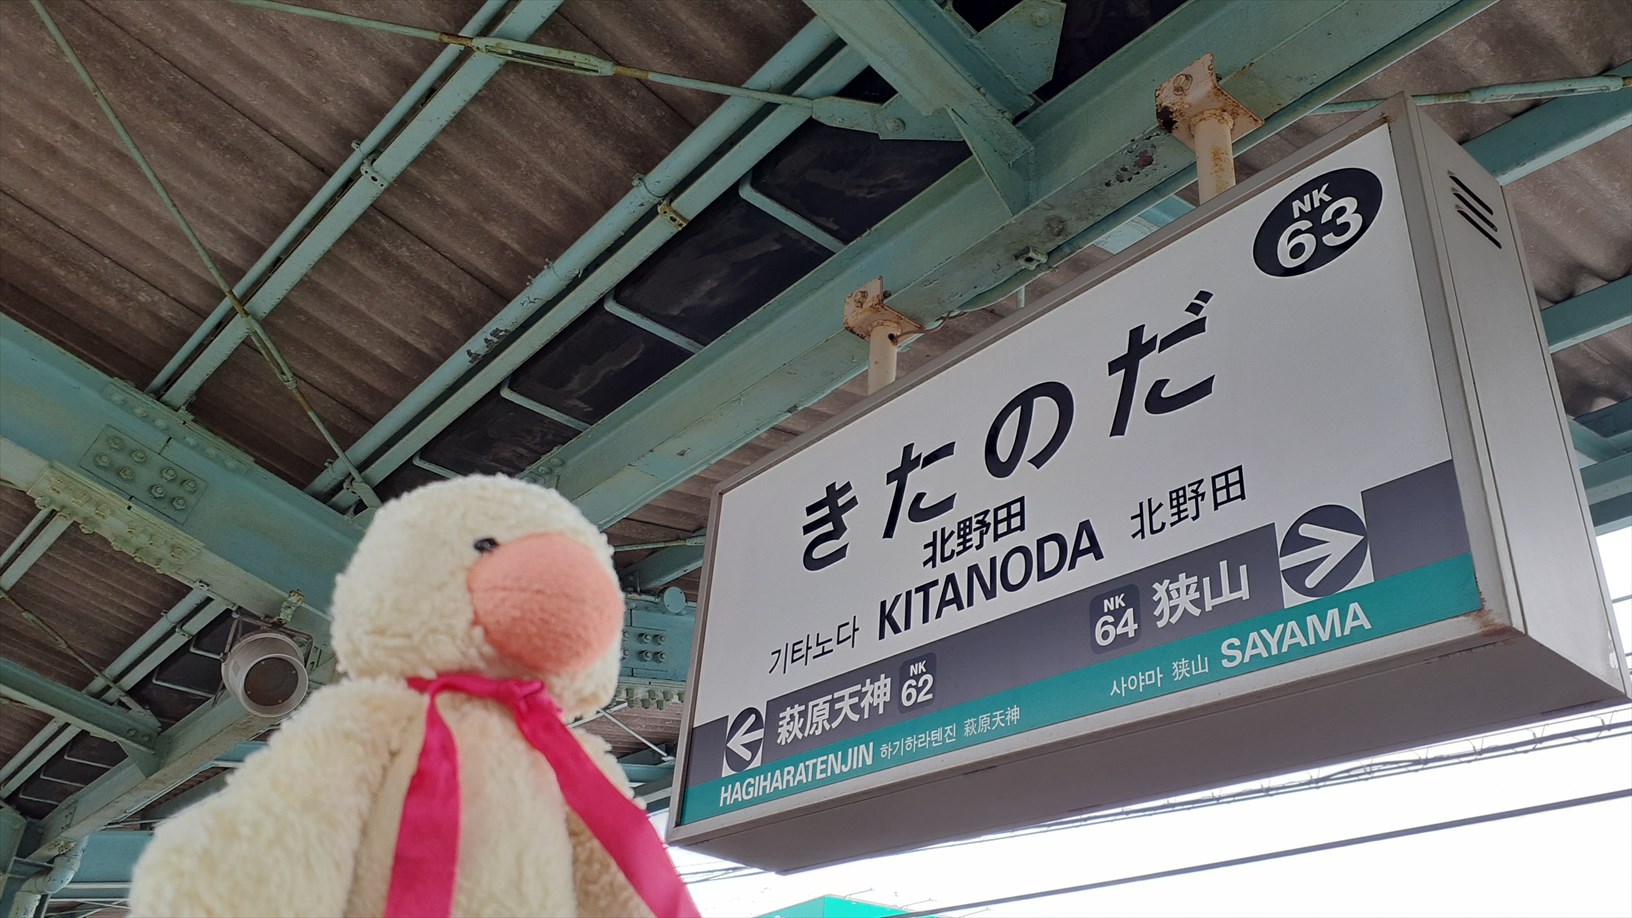 NK
63
きたのだ
北野田
기타노다 KITANODA 北野田
萩原天神 NK 62
NK 64 狭山
HAGIHARATENJIN 하기하라텐진 萩原天神
사야마 狭山 SAYAMA